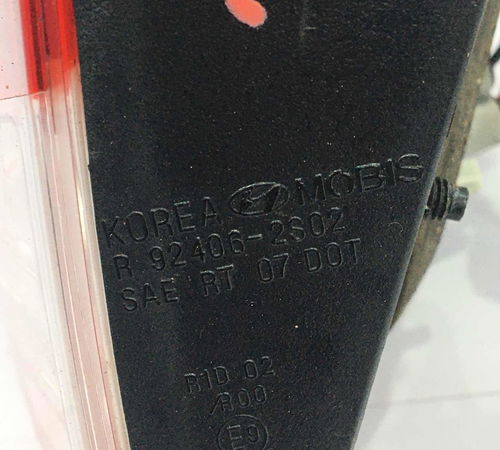 KOREA MOBIS
R 92406-2S02
SAE RT 07 DOT
R1D 02
/R00
E9